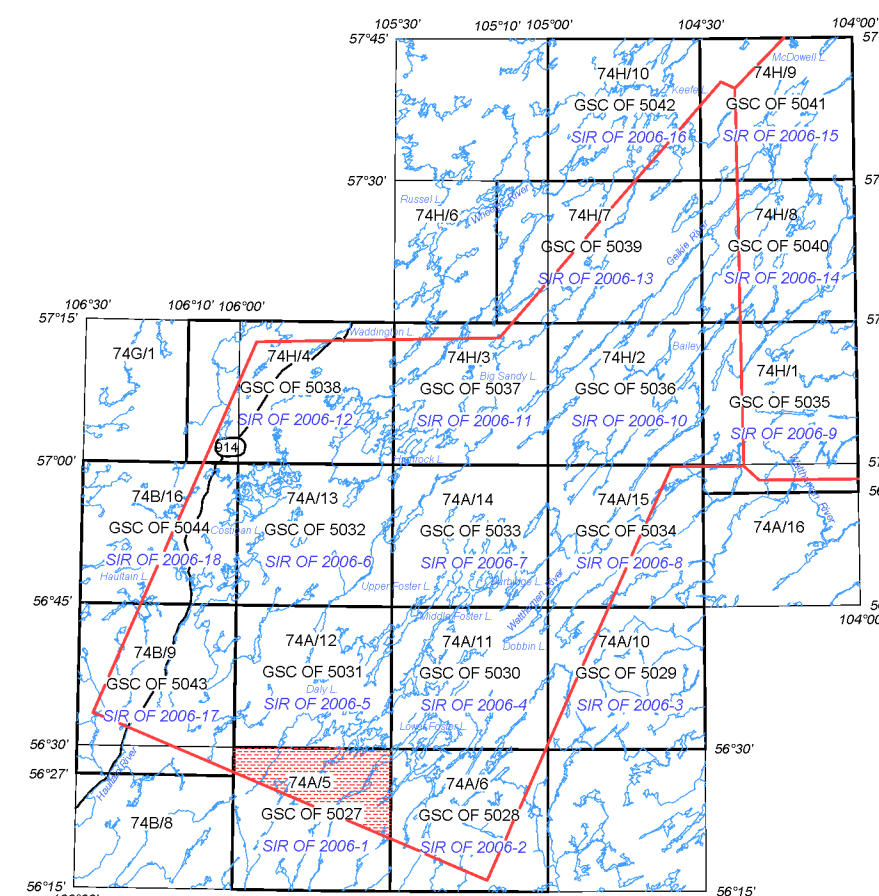 105°30' 105°10' 105°00' 104°30' 104°00'
57°45'
McDowell L.
74H/10 74H/9
Keefe L.
GSC OF 5042 GSC OF 5041
SIR OF 2006-16 SIR OF 2006-15
57°30'
Russel L. Wheeler River
74H/6 74H/7 74H/8
Geikie River
GSC OF 5039 GSC OF 5040
SIR OF 2006-13 SIR OF 2006-14
106°30' 106°10' 106°00'
57°15'
Waddington L.
74G/1 74H/4 74H/3 74H/2 Bailey
74H/1
Big Sandy L.
GSC OF 5038 GSC OF 5037 GSC OF 5036
GSC OF 5035
SIR OF 2006-12 SIR OF 2006-11 SIR OF 2006-10
SIR OF 2006-9
914
57°00'
74B/16 74A/13 74A/14 74A/15
GSC OF 5044 GSC OF 5032 GSC OF 5033 GSC OF 5034
74A/16
SIR OF 2006-18 SIR OF 2006-6 SIR OF 2006-7 SIR OF 2006-8
Haultain L. Upper Foster L.
56°45'
104°00'
Middle Foster L.
74B/9 74A/12 74A/11 74A/10
Dobbin L.
GSC OF 5043 GSC OF 5031 GSC OF 5030 GSC OF 5029
Daly L.
SIR OF 2006-17 SIR OF 2006-5 SIR OF 2006-4 SIR OF 2006-3
Lower Foster L.
56°30' 56°30'
Haultain River
56°27'
74A/5 74A/6
74B/8 GSC OF 5027 GSC OF 5028
SIR OF 2006-1 SIR OF 2006-2
56°15' 56°15'